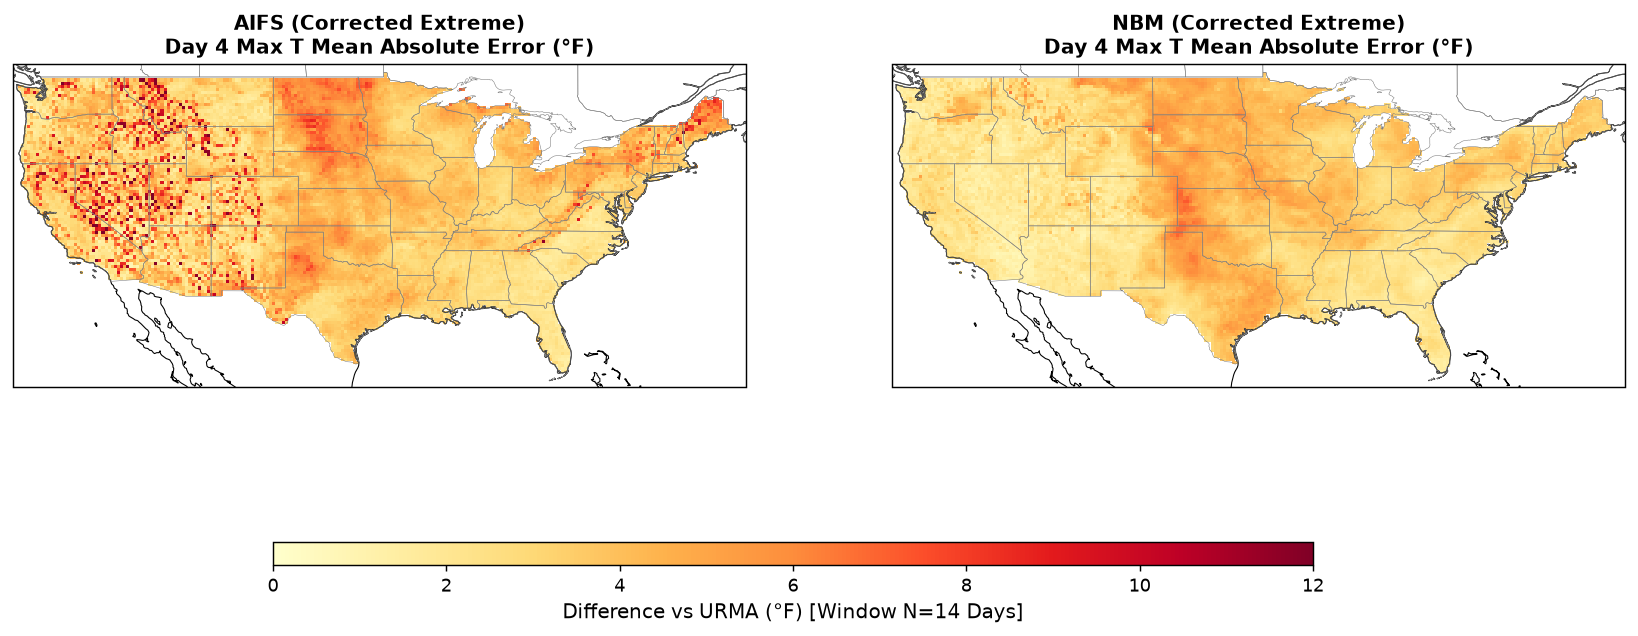 AIFS (Corrected Extreme)
Day 4 Max T Mean Absolute Error (°F)
NBM (Corrected Extreme)
Day 4 Max T Mean Absolute Error (°F)
0 2 4 6 8 10 12
Difference vs URMA (°F) [Window N=14 Days]